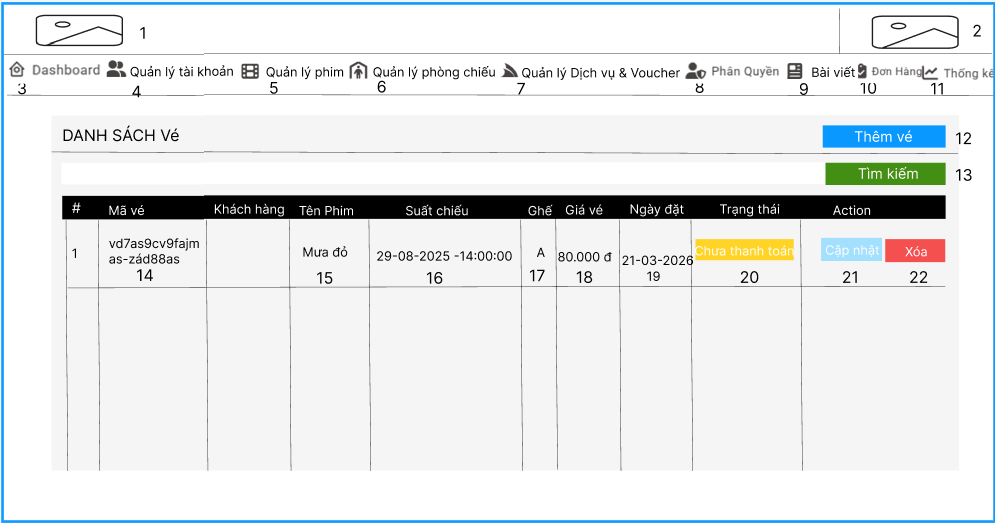 1
2
Dashboard Quản lý tài khoản Quản lý phim Quản lý phòng chiếu Quản lý Dịch vụ & Voucher Phân Quyền Bài viết Đơn Hàng Thống kê
3 4 5 6 7 8 9 10 11
DANH SÁCH Vé Thêm vé 12
Tìm kiếm 13
# Mã vé Khách hàng Tên Phim Suất chiếu Ghế Giá vé Ngày đặt Trạng thái Action
1 vd7as9cv9fajm Mưa đỏ 29-08-2025 -14:00:00 A 80.000 đ 21-03-2026 Chưa thanh toán Cập nhật Xóa
as-zád88as
14 15 16 17 18 19 20 21 22